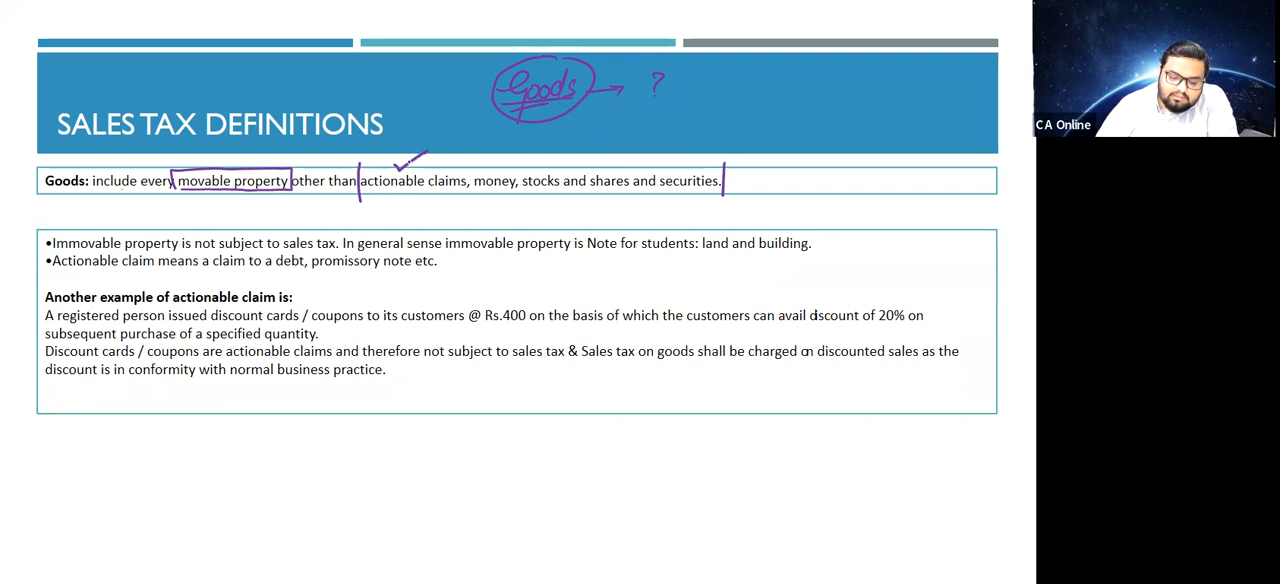 Goods → ?
SALES TAX DEFINITIONS
Goods: include every movable property other than actionable claims, money, stocks and shares and securities.
•Immovable property is not subject to sales tax. In general sense immovable property is Note for students: land and building.
•Actionable claim means a claim to a debt, promissory note etc.
Another example of actionable claim is:
A registered person issued discount cards / coupons to its customers @ Rs.400 on the basis of which the customers can avail discount of 20% on
subsequent purchase of a specified quantity.
Discount cards / coupons are actionable claims and therefore not subject to sales tax & Sales tax on goods shall be charged on discounted sales as the
discount is in conformity with normal business practice.
CA Online